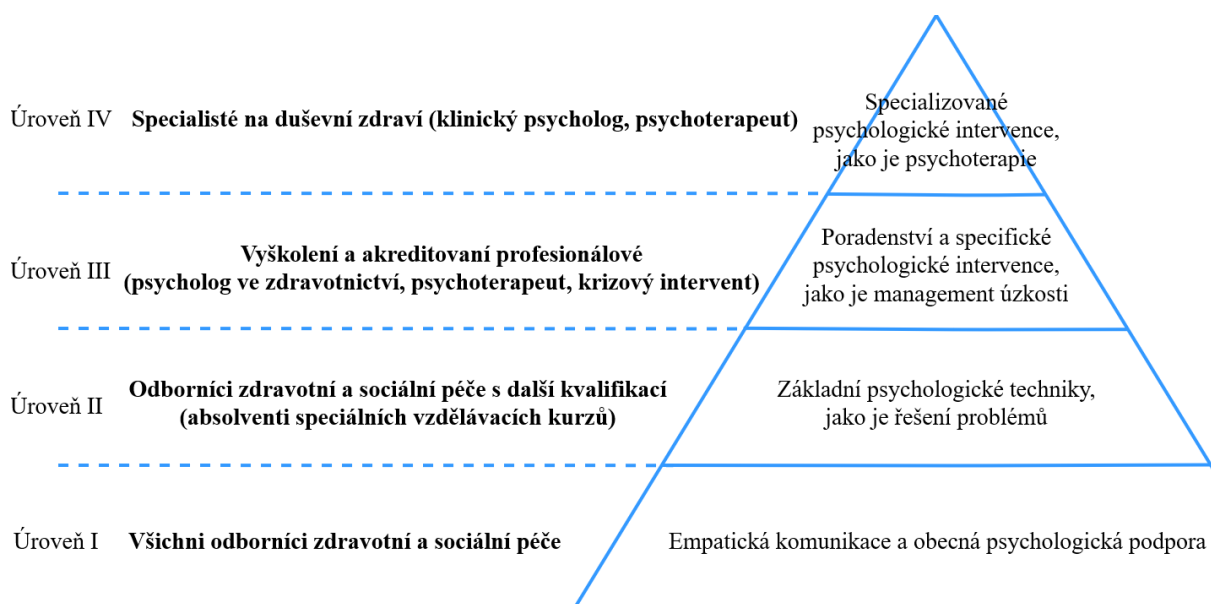 Úroveň IV Specialisté na duševní zdraví (klinický psycholog, psychoterapeut)
Specializované
psychologické intervence,
jako je psychoterapie
Úroveň III
Vyškolení a akreditovaní profesionálové
(psycholog ve zdravotnictví, psychoterapeut, krizový intervent)
Poradenství a specifické
psychologické intervence,
jako je management úzkosti
Úroveň II
Odborníci zdravotní a sociální péče s další kvalifikací
(absolventi speciálních vzdělávacích kurzů)
Základní psychologické techniky,
jako je řešení problémů
Úroveň I Všichni odborníci zdravotní a sociální péče
Empatická komunikace a obecná psychologická podpora